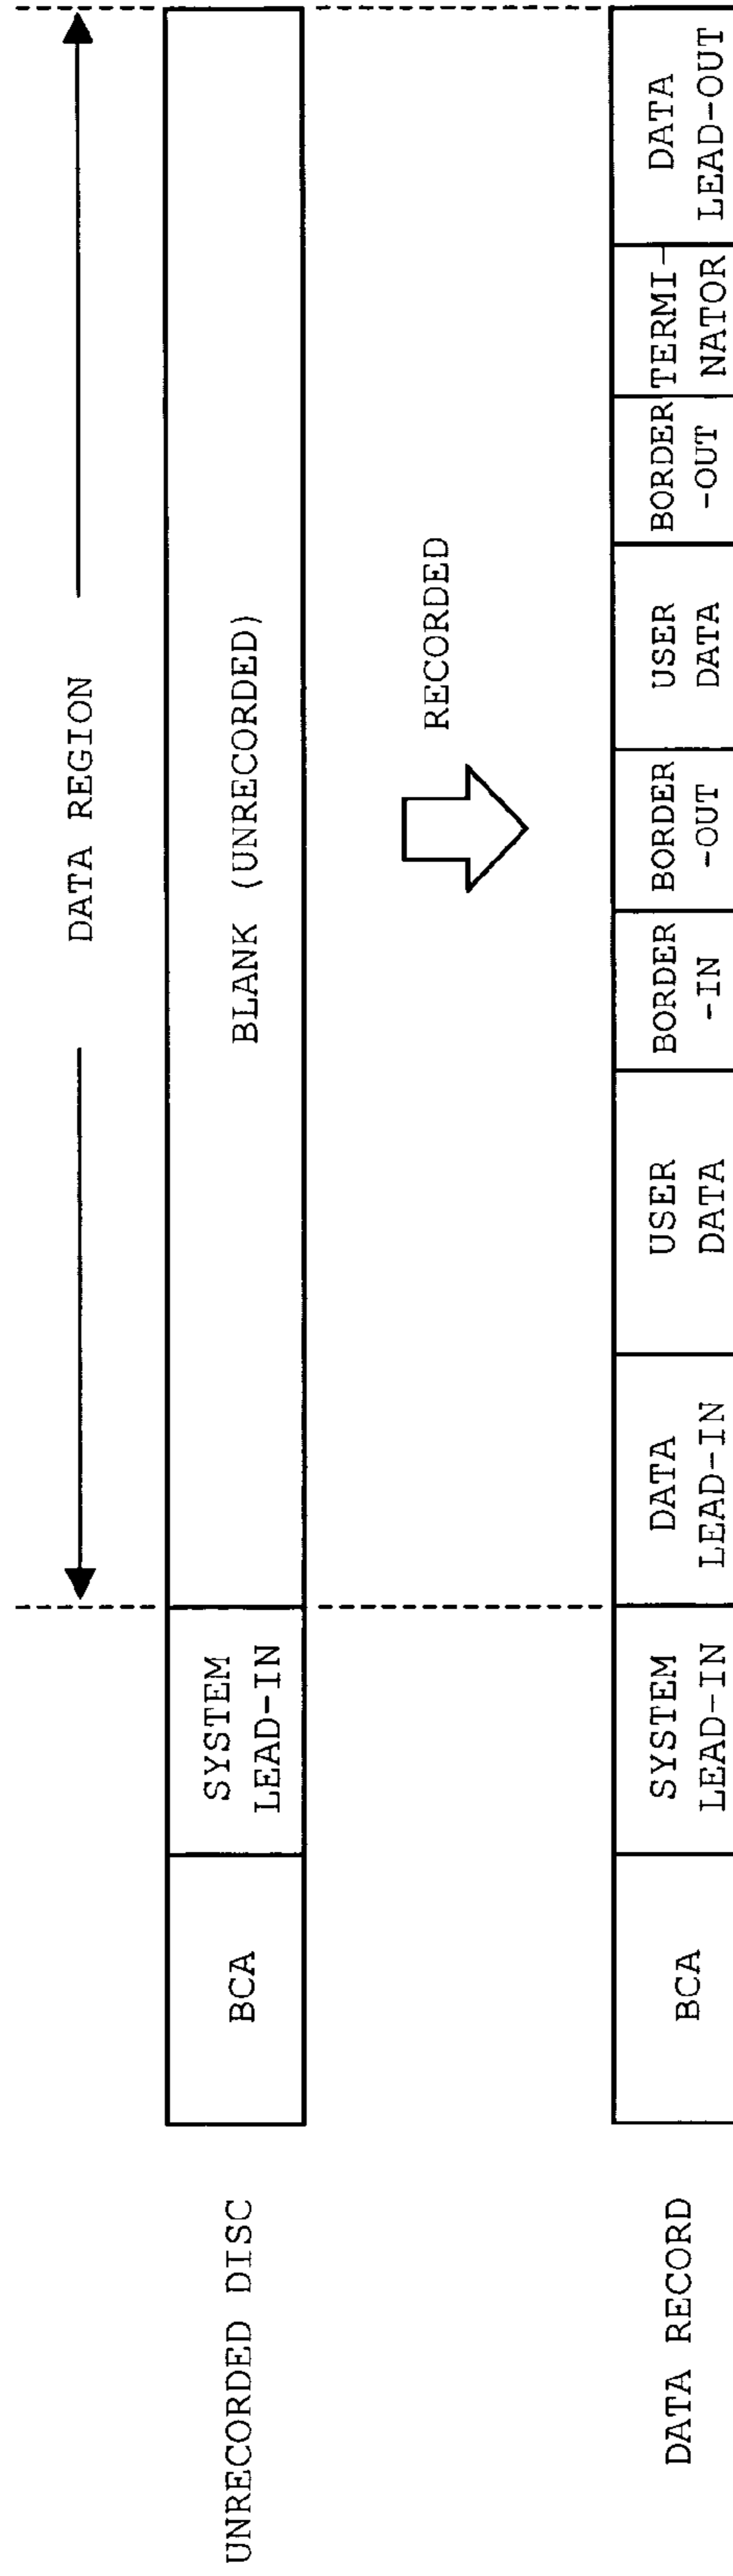 DATA REGION
UNRECORDED DISC
BCA
SYSTEM
LEAD-IN
BLANK (UNRECORDED)
RECORDED
DATA RECORD
BCA
SYSTEM
LEAD-IN
DATA
LEAD-IN
USER
DATA
BORDER
-IN
BORDER
-OUT
USER
DATA
BORDER
-OUT
TERMI-
NATOR
DATA
LEAD-OUT